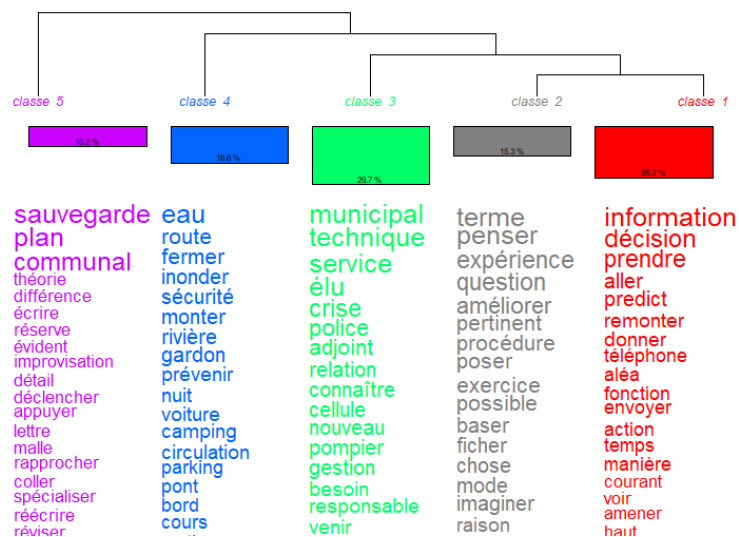 classe 5
classe 4
classe 3
classe 2
classe 1
10.2 %
18.6 %
29.7 %
15.3 %
26.2 %
sauvegarde
plan
communal
théorie
différence
écrire
réserve
évident
improvisation
détail
déclencher
appuyer
lettre
malle
rapprocher
coller
spécialiser
réécrire
réviser
eau
route
fermer
inonder
sécurité
monter
rivière
gardon
prévenir
nuit
voiture
camping
circulation
parking
pont
bord
cours
municipal
technique
service
élu
crise
police
adjoint
relation
connaître
cellule
nouveau
pompier
gestion
besoin
responsable
venir
terme
penser
expérience
question
améliorer
pertinent
procédure
poser
exercice
possible
baser
ficher
chose
mode
imaginer
raison
information
décision
prendre
aller
predict
remonter
donner
téléphone
aléa
fonction
envoyer
action
temps
manière
courant
voir
amener
haut